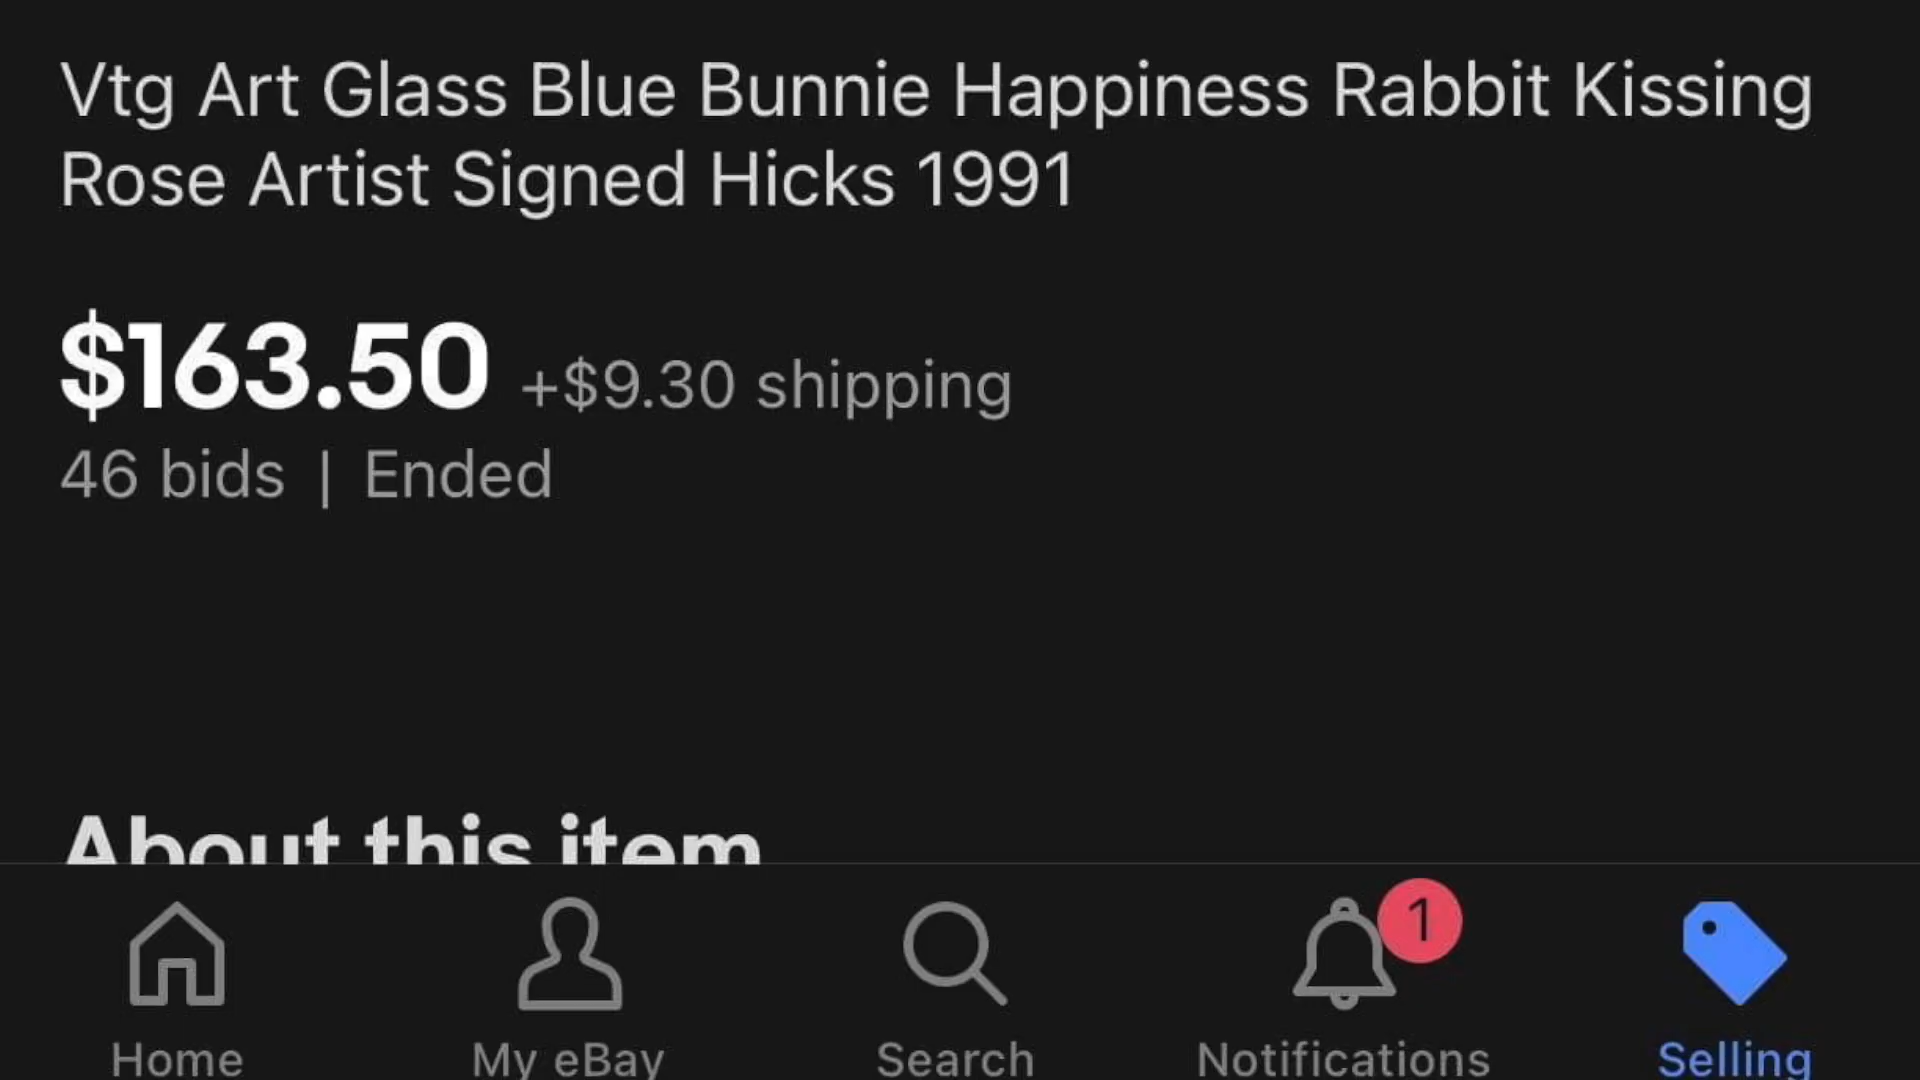 Vtg Art Glass Blue Bunnie Happiness Rabbit Kissing
Rose Artist Signed Hicks 1991
$163.50 +$9.30 shipping
46 bids | Ended
About this item
1
Home My eBay Search Notifications Selling